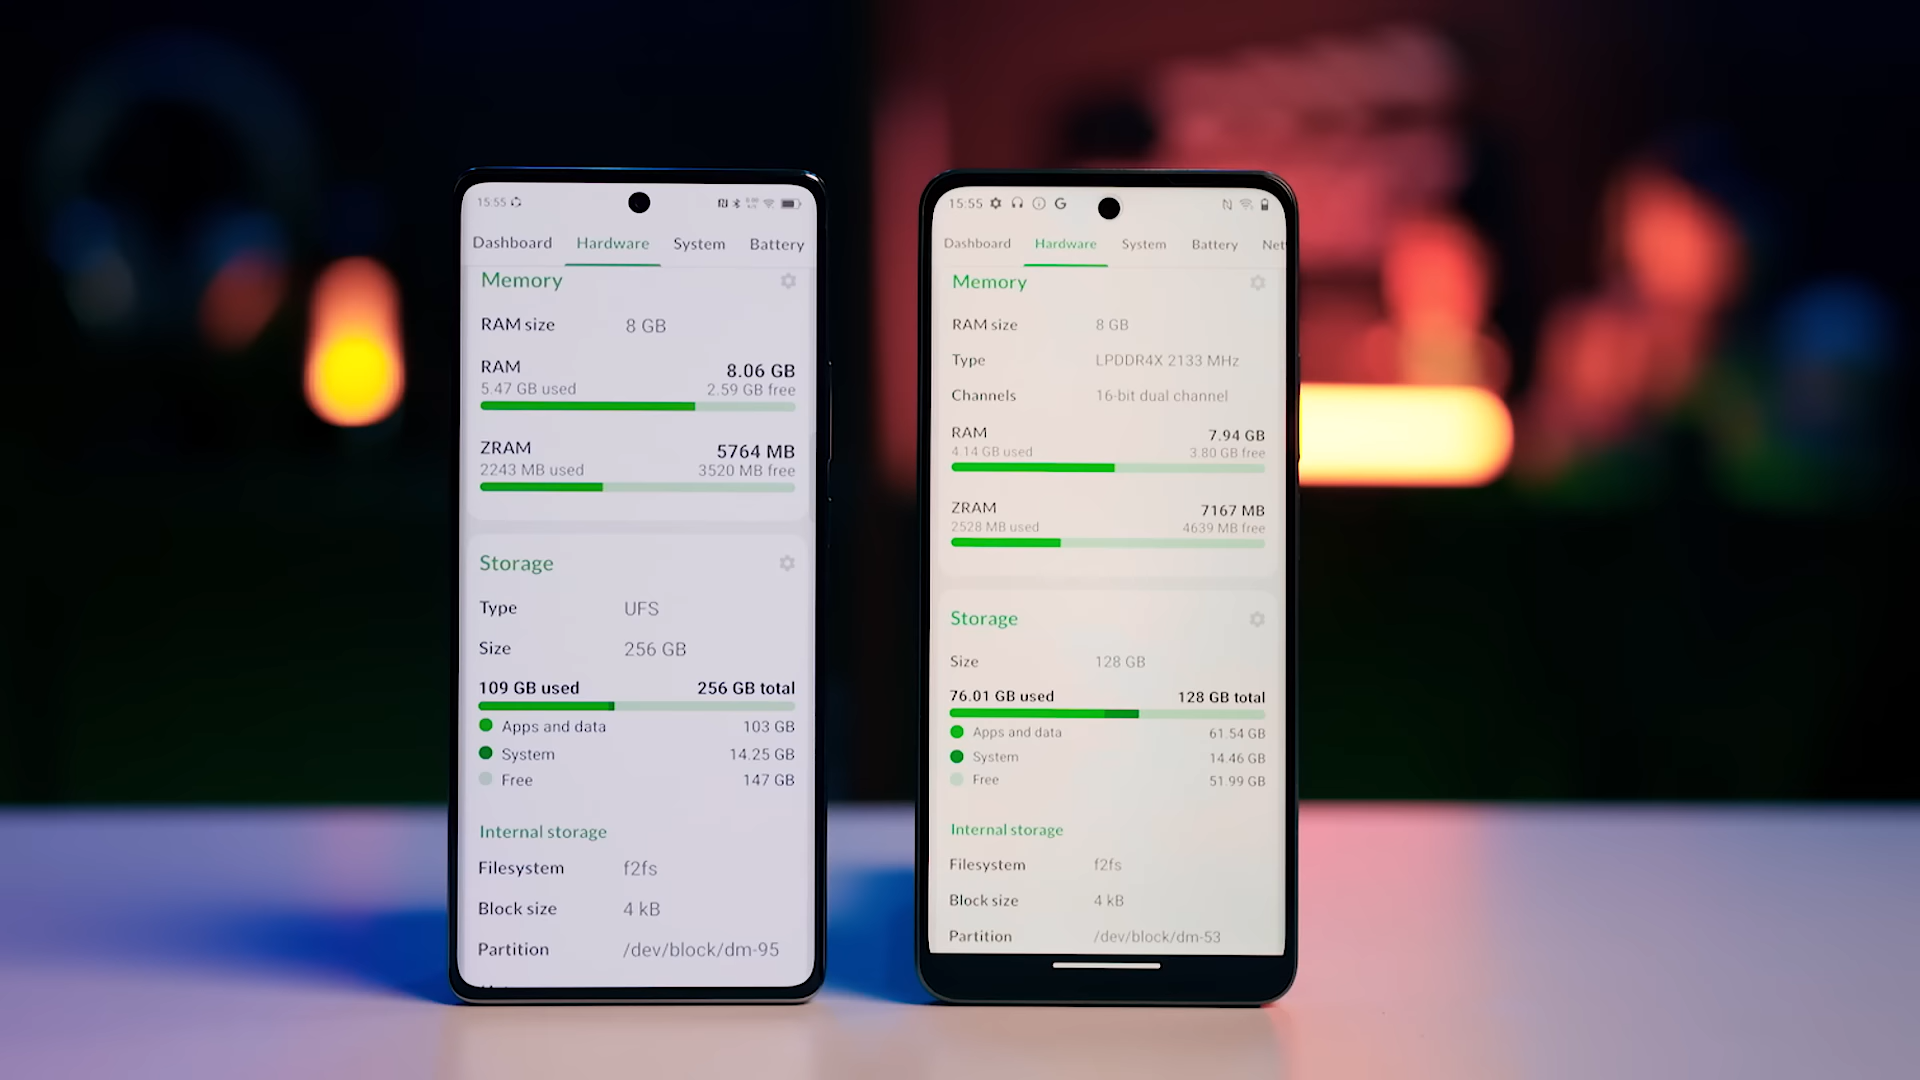 15:55
Dashboard Hardware System Battery
Memory
RAM size 8 GB
RAM 8.06 GB
5.47 GB used 2.59 GB free
ZRAM 5764 MB
2243 MB used 3520 MB free
Storage
Type UFS
Size 256 GB
109 GB used 256 GB total
Apps and data 103 GB
System 14.25 GB
Free 147 GB
Internal storage
Filesystem f2fs
Block size 4 kB
Partition /dev/block/dm-95
15:55 G
Dashboard Hardware System Battery Net
Memory
RAM size 8 GB
Type LPDDR4X 2133 MHz
Channels 16-bit dual channel
RAM 7.94 GB
4.14 GB used 3.80 GB free
ZRAM 7167 MB
2528 MB used 4639 MB free
Storage
Size 128 GB
76.01 GB used 128 GB total
Apps and data 61.54 GB
System 14.46 GB
Free 51.99 GB
Internal storage
Filesystem f2fs
Block size 4 kB
Partition /dev/block/dm-53